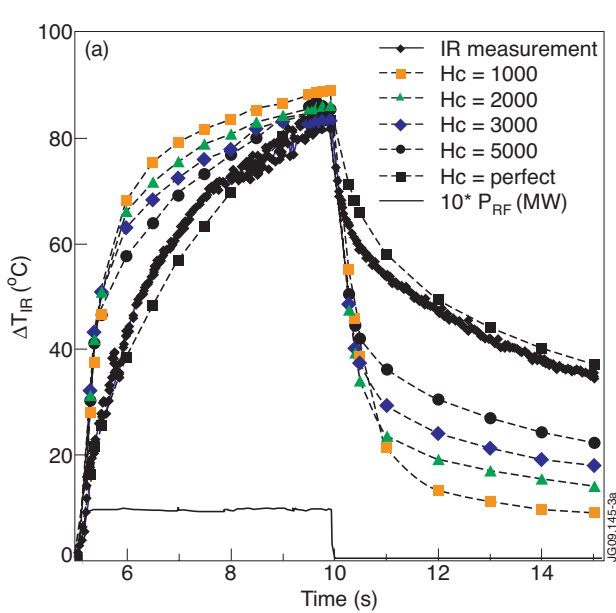 (a)
IR measurement
Hc = 1000
Hc = 2000
Hc = 3000
Hc = 5000
Hc = perfect
10* P_RF (MW)
100
80
60
40
20
0
ΔT_IR (°C)
6 8 10 12 14
Time (s)
JG09.145-3a